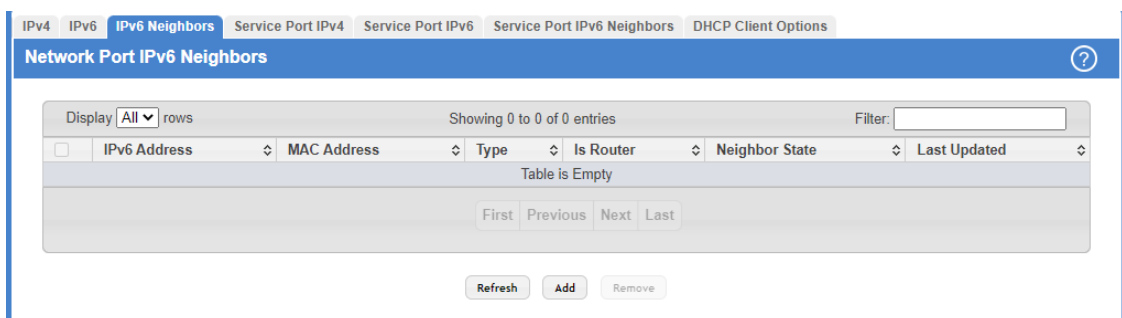 IPv4 IPv6 IPv6 Neighbors Service Port IPv4 Service Port IPv6 Service Port IPv6 Neighbors DHCP Client Options
Network Port IPv6 Neighbors ?
Display All rows Showing 0 to 0 of 0 entries Filter:
IPv6 Address MAC Address Type Is Router Neighbor State Last Updated
Table is Empty
First Previous Next Last
Refresh Add Remove